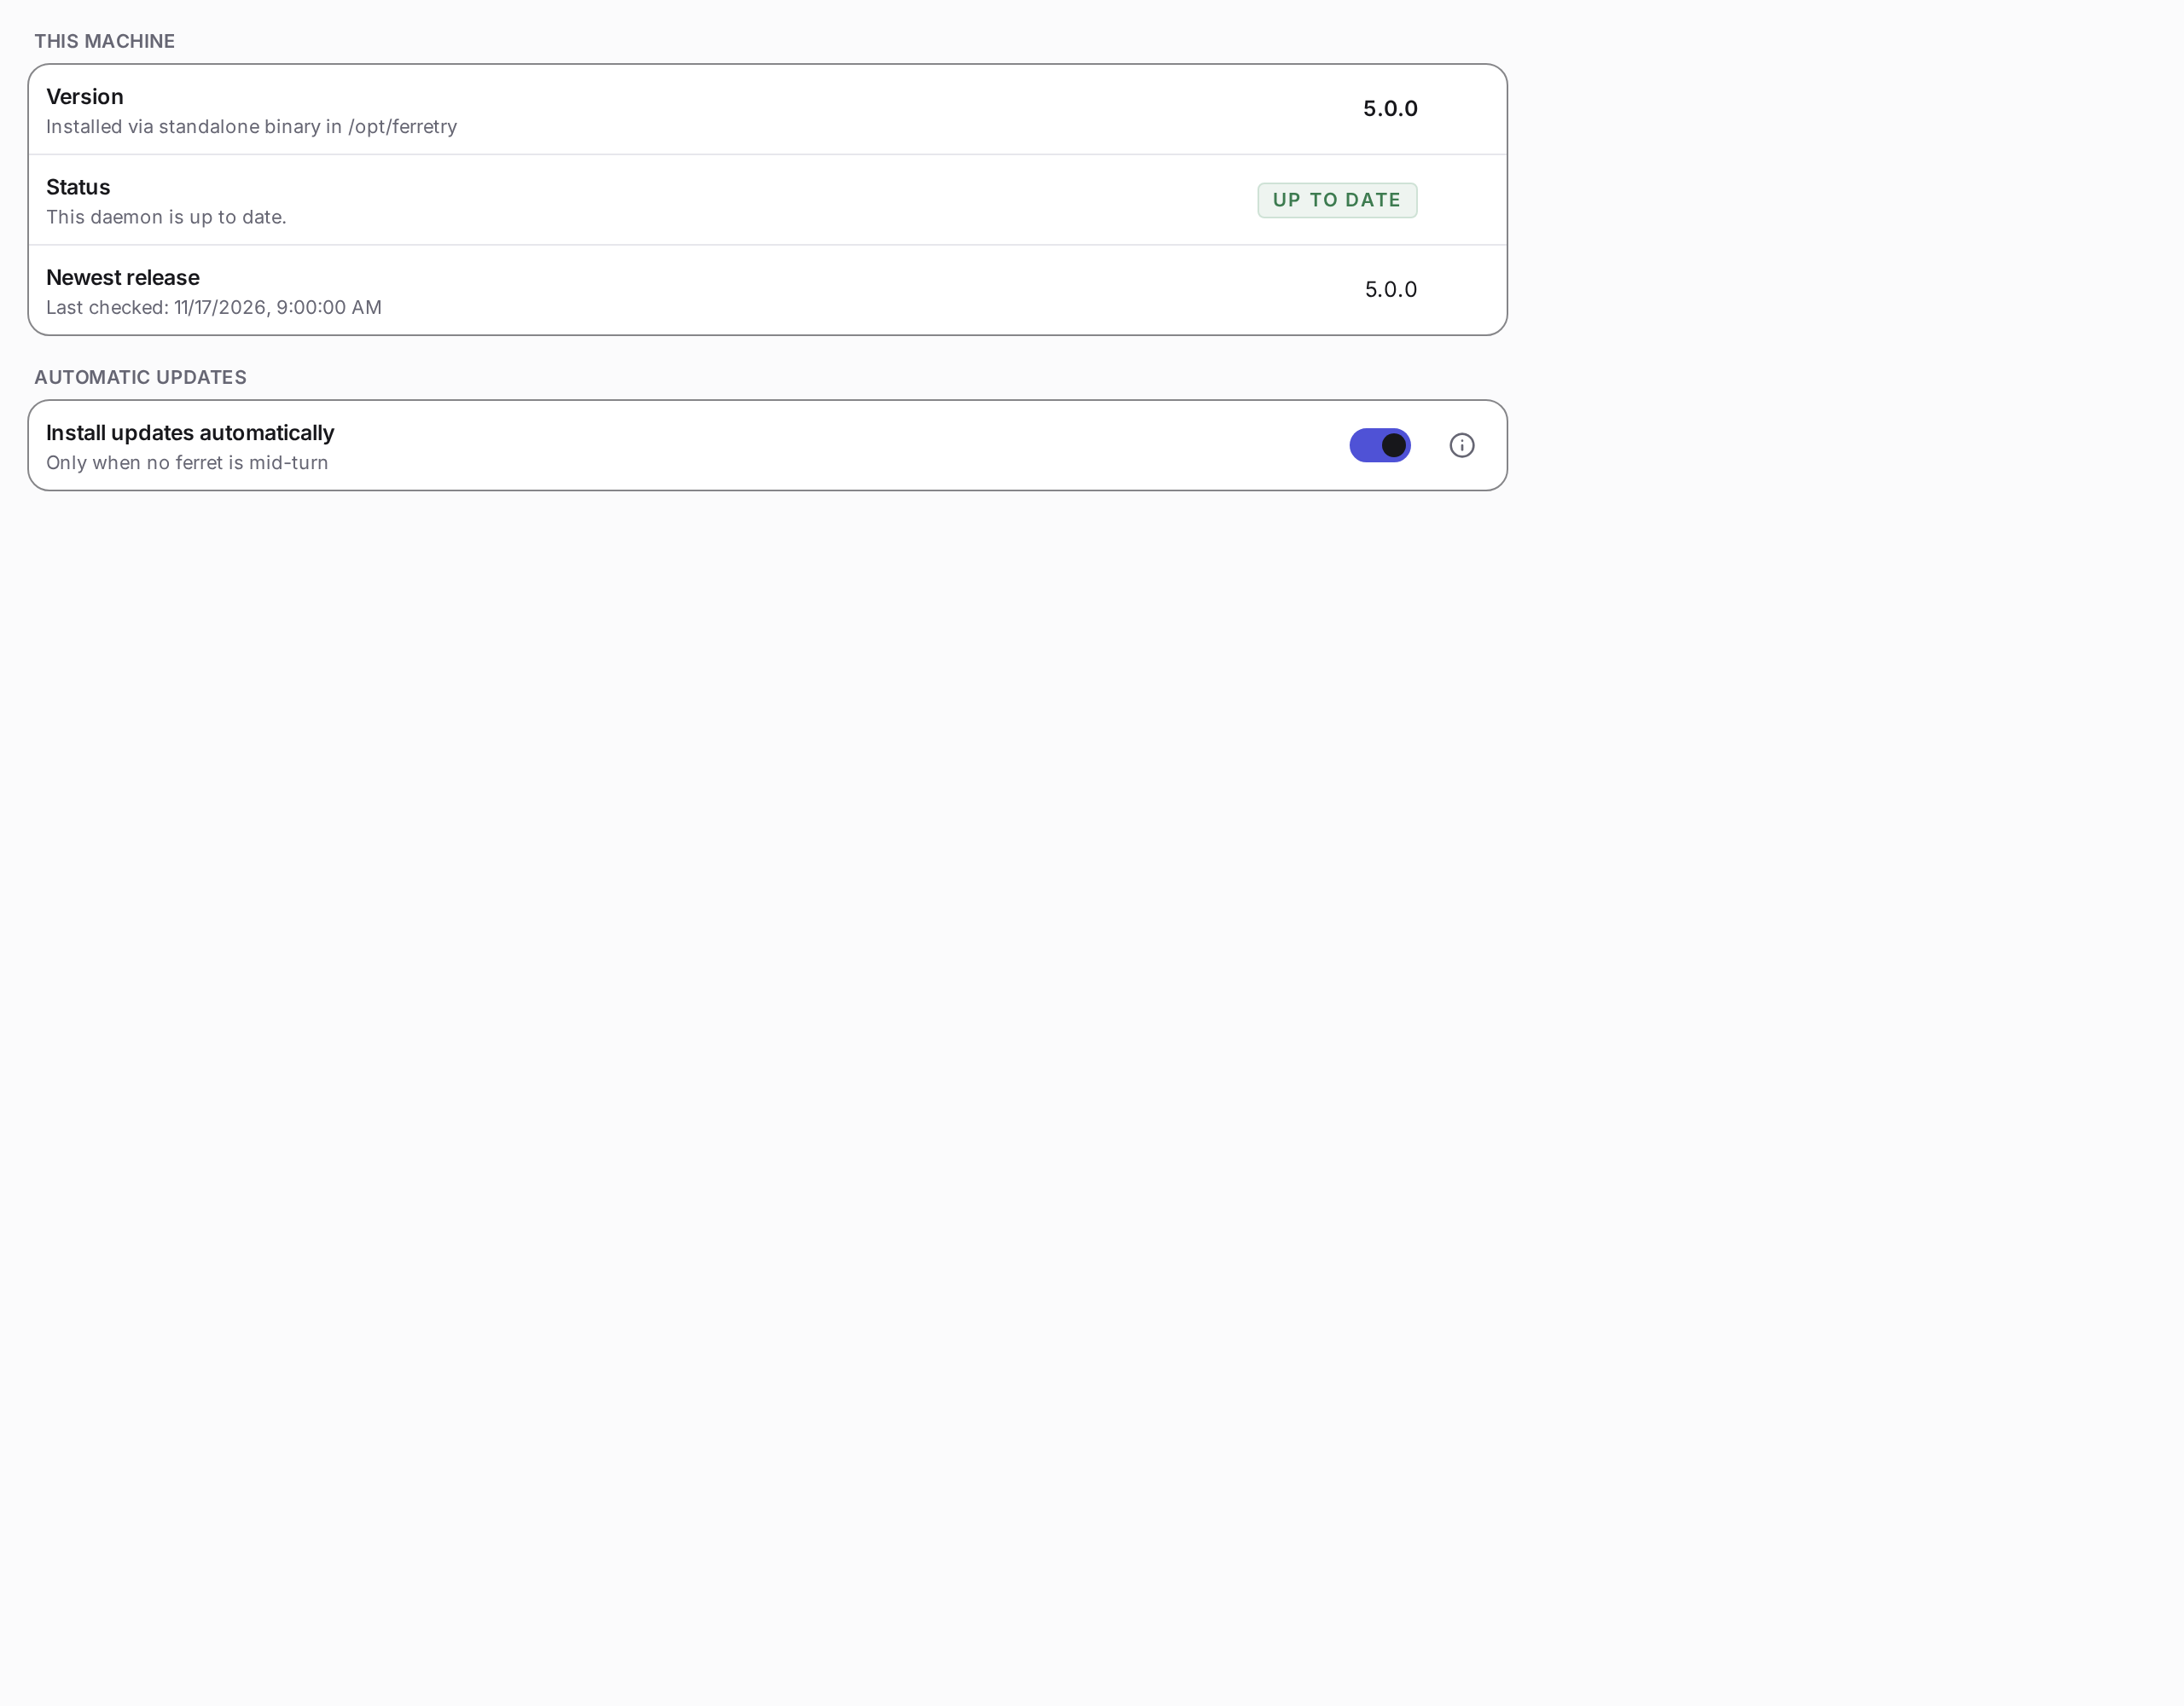 THIS MACHINE
Version
Installed via standalone binary in /opt/ferretry
5.0.0
Status
This daemon is up to date.
UP TO DATE
Newest release
Last checked: 11/17/2026, 9:00:00 AM
5.0.0
AUTOMATIC UPDATES
Install updates automatically
Only when no ferret is mid-turn